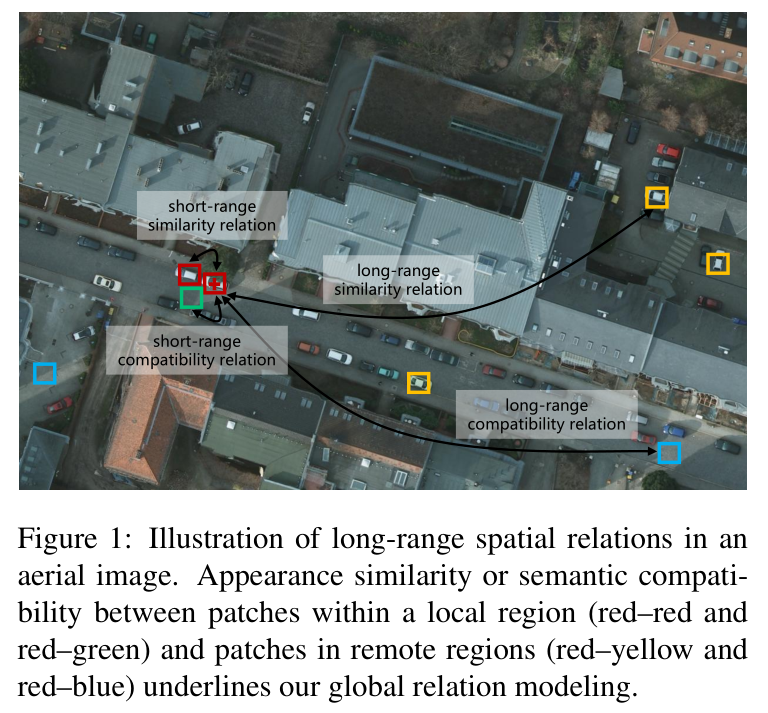 short-range
similarity relation
long-range
similarity relation
short-range
compatibility relation
long-range
compatibility relation
Figure 1: Illustration of long-range spatial relations in an
aerial image. Appearance similarity or semantic compati-
bility between patches within a local region (red–red and
red–green) and patches in remote regions (red–yellow and
red–blue) underlines our global relation modeling.